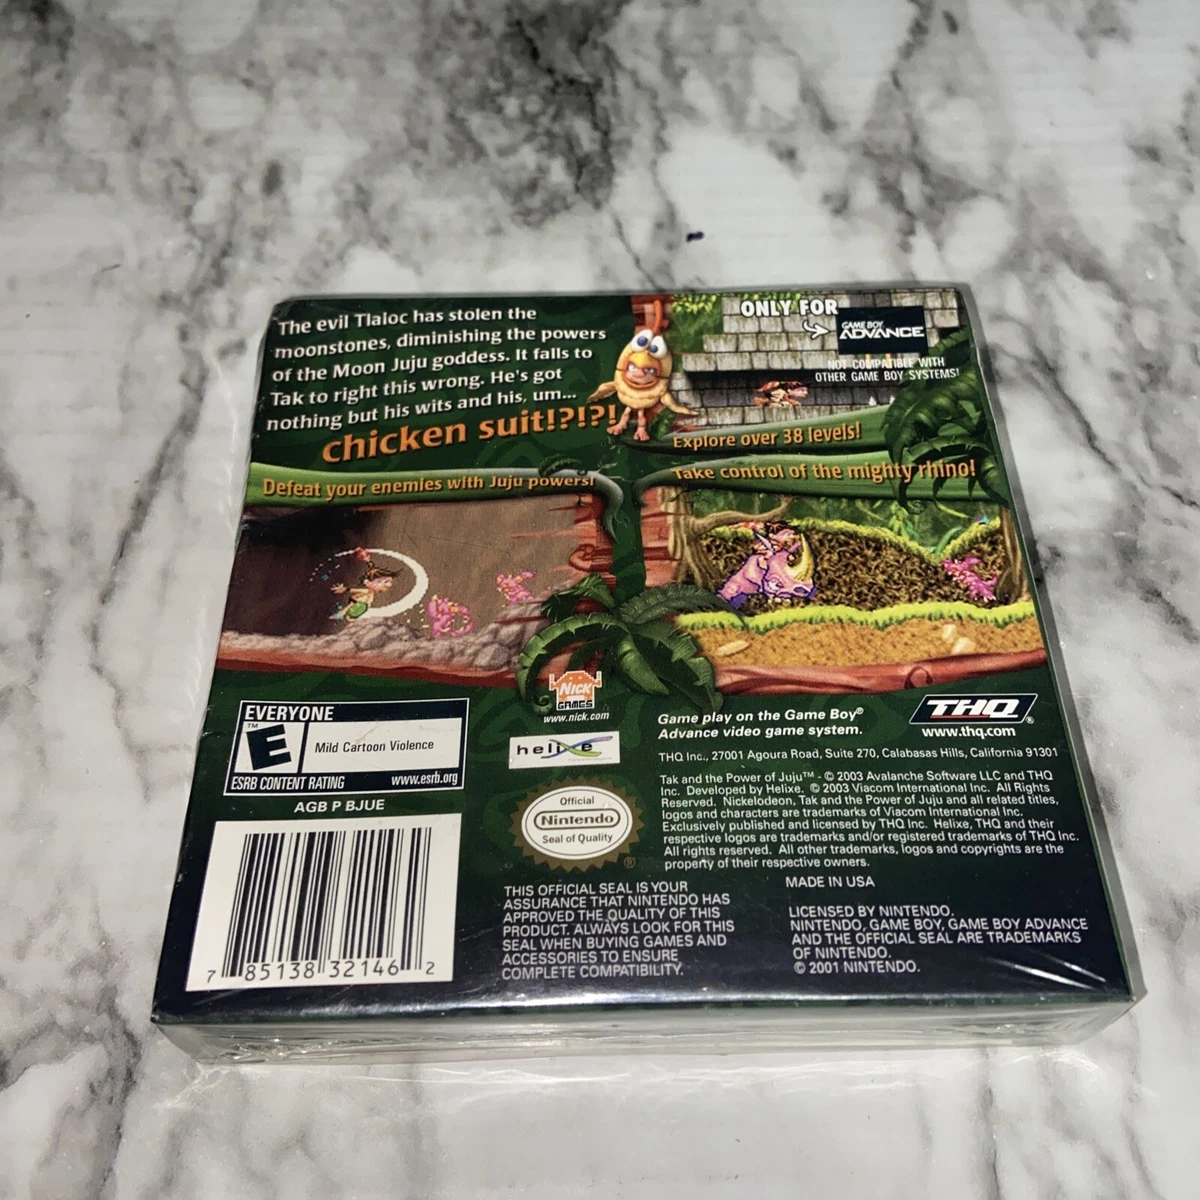 The evil Tlaloc has stolen the
moonstones, diminishing the powers
of the Moon Juju goddess. It falls to
Tak to right this wrong. He's got
nothing but his wits and his, um...
chicken suit!?!?!
ONLY FOR
GAME BOY
ADVANCE
NOT COMPATIBLE WITH
OTHER GAME BOY SYSTEMS!
Explore over 38 levels!
Defeat your enemies with Juju powers!
Take control of the mighty rhino!
EVERYONE
TM
E
Mild Cartoon Violence
ESRB CONTENT RATING www.esrb.org
AGB P BJUE
7 85138 32146 2
NICK
GAMES
www.nick.com
helixe
Official
Nintendo
Seal of Quality
®
THIS OFFICIAL SEAL IS YOUR
ASSURANCE THAT NINTENDO HAS
APPROVED THE QUALITY OF THIS
PRODUCT. ALWAYS LOOK FOR THIS
SEAL WHEN BUYING GAMES AND
ACCESSORIES TO ENSURE
COMPLETE COMPATIBILITY.
Game play on the Game Boy®
Advance video game system.
THQ®
www.thq.com
THQ Inc., 27001 Agoura Road, Suite 270, Calabasas Hills, California 91301
Tak and the Power of Juju™ - © 2003 Avalanche Software LLC and THQ
Inc. Developed by Helixe. © 2003 Viacom International Inc. All Rights
Reserved. Nickelodeon, Tak and the Power of Juju and all related titles,
logos and characters are trademarks of Viacom International Inc.
Exclusively published and licensed by THQ Inc. Helixe, THQ and their
respective logos are trademarks and/or registered trademarks of THQ Inc.
All rights reserved. All other trademarks, logos and copyrights are the
property of their respective owners.
MADE IN USA
LICENSED BY NINTENDO.
NINTENDO, GAME BOY, GAME BOY ADVANCE
AND THE OFFICIAL SEAL ARE TRADEMARKS
OF NINTENDO.
© 2001 NINTENDO.